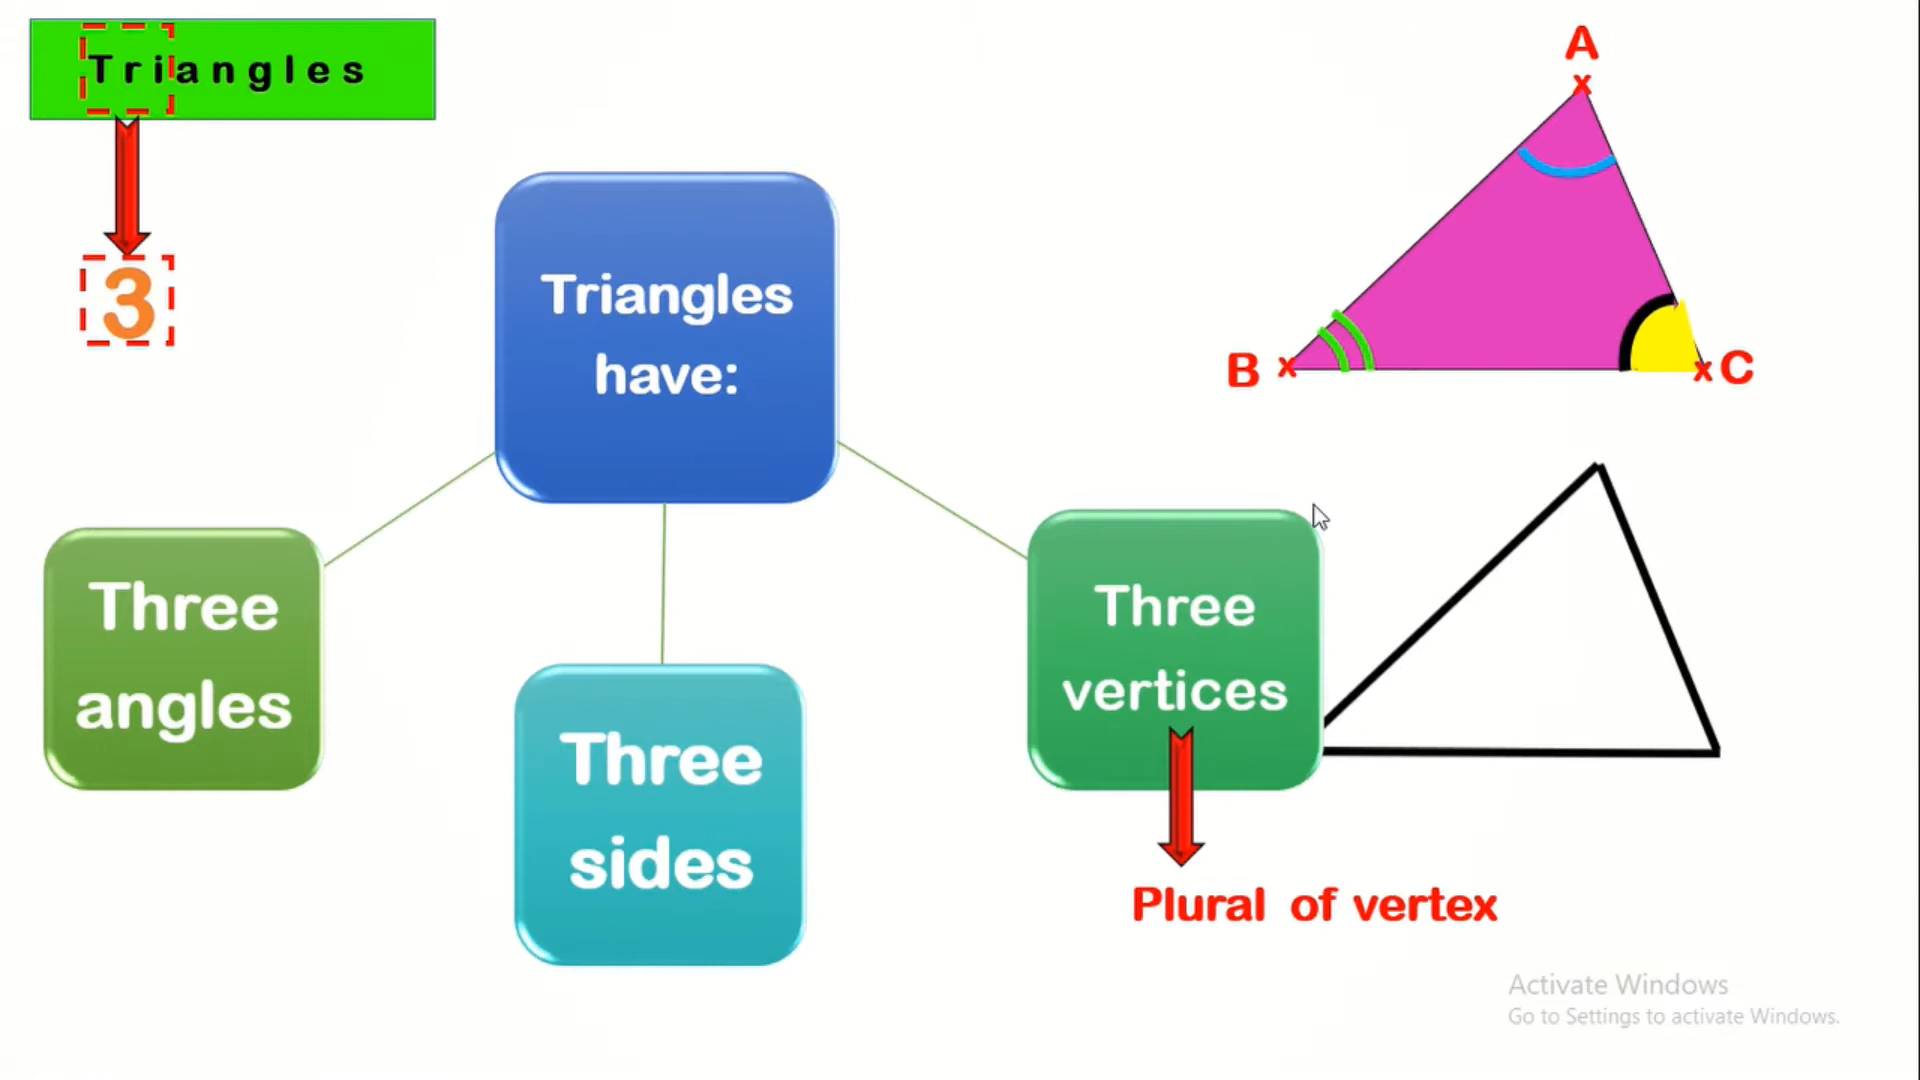 Triangles
3
Triangles
have:
Three
angles
Three
sides
Three
vertices
Plural of vertex
A
x
B x
x C
Activate Windows
Go to Settings to activate Windows.